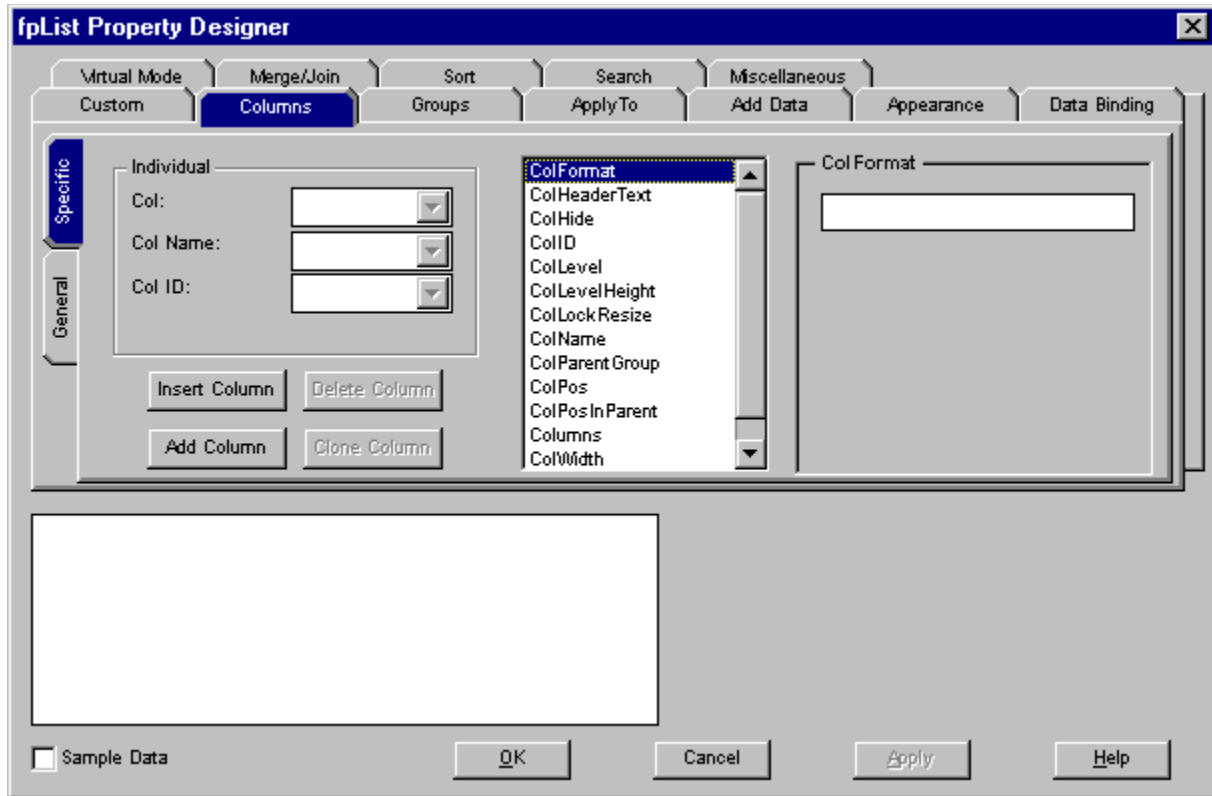 fpList Property Designer
Virtual Mode Merge/Join Sort Search Miscellaneous
Custom Columns Groups ApplyTo Add Data Appearance Data Binding
Specific
General
Individual
Col:
Col Name:
Col ID:
Insert Column Delete Column
Add Column Clone Column
ColFormat
ColHeaderText
ColHide
ColID
ColLevel
ColLevelHeight
ColLockResize
ColName
ColParentGroup
ColPos
ColPosInParent
Columns
ColWidth
ColFormat
Sample Data OK Cancel Apply Help